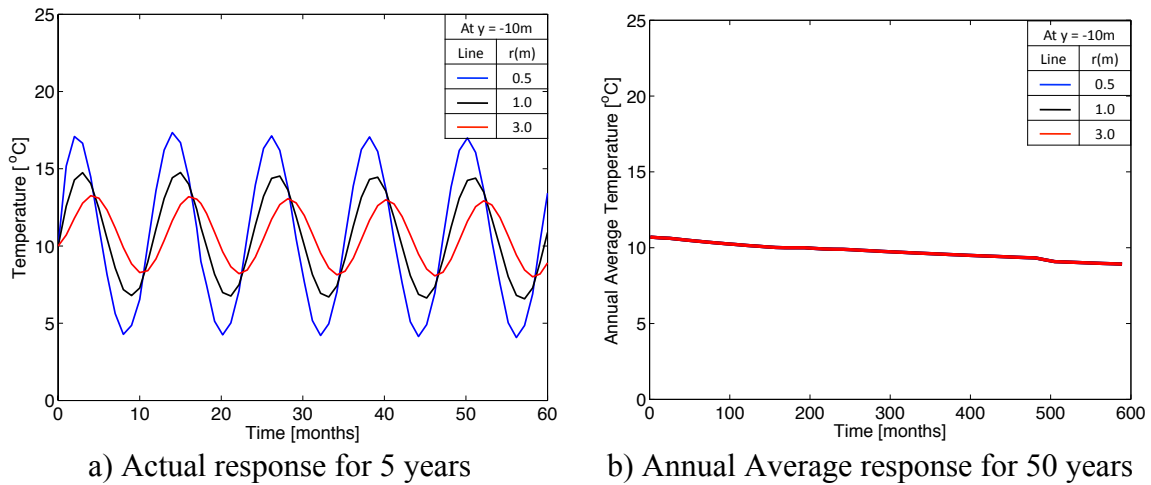 25
20
15
10
5
0
Temperature [°C]
0 10 20 30 40 50 60
Time [months]
At y = -10m
Line r(m)
0.5
1.0
3.0
a) Actual response for 5 years
25
20
15
10
5
0
Annual Average Temperature [°C]
0 100 200 300 400 500 600
Time [months]
At y = -10m
Line r(m)
0.5
1.0
3.0
b) Annual Average response for 50 years